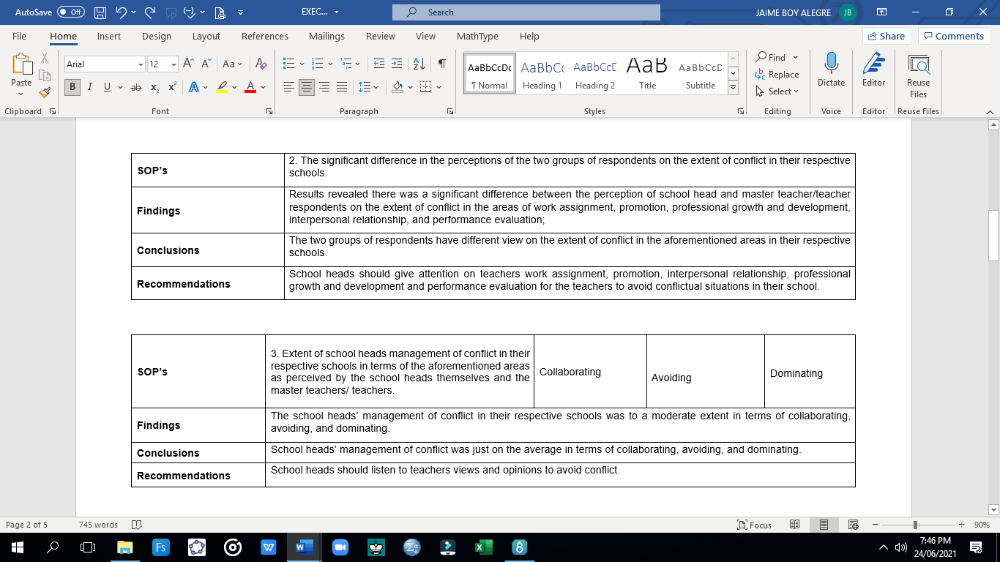 AutoSave Off EXEC... Search JAIME BOY ALEGRE JB
File Home Insert Design Layout References Mailings Review View MathType Help Share Comments
Paste
Arial 12 A A Aa A
B I U ab x2 x2 A A
AaBbCcDc AaBbCc AaBbCcE AaB AaBbCcD
¶ Normal Heading 1 Heading 2 Title Subtitle
Find
Replace
Select
Dictate
Editor
Reuse
Files
Clipboard Font Paragraph Styles Editing Voice Editor Reuse Files
SOP's
2. The significant difference in the perceptions of the two groups of respondents on the extent of conflict in their respective
schools.
Findings
Results revealed there was a significant difference between the perception of school head and master teacher/teacher
respondents on the extent of conflict in the areas of work assignment, promotion, professional growth and development,
interpersonal relationship, and performance evaluation;
Conclusions
The two groups of respondents have different view on the extent of conflict in the aforementioned areas in their respective
schools.
Recommendations
School heads should give attention on teachers work assignment, promotion, interpersonal relationship, professional
growth and development and performance evaluation for the teachers to avoid conflictual situations in their school.
SOP's
3. Extent of school heads management of conflict in their
respective schools in terms of the aforementioned areas
as perceived by the school heads themselves and the
master teachers/ teachers.
Collaborating
Avoiding
Dominating
Findings
The school heads' management of conflict in their respective schools was to a moderate extent in terms of collaborating,
avoiding, and dominating.
Conclusions
School heads' management of conflict was just on the average in terms of collaborating, avoiding, and dominating.
Recommendations
School heads should listen to teachers views and opinions to avoid conflict.
Page 2 of 5 745 words Focus 90%
7:46 PM
24/06/2021